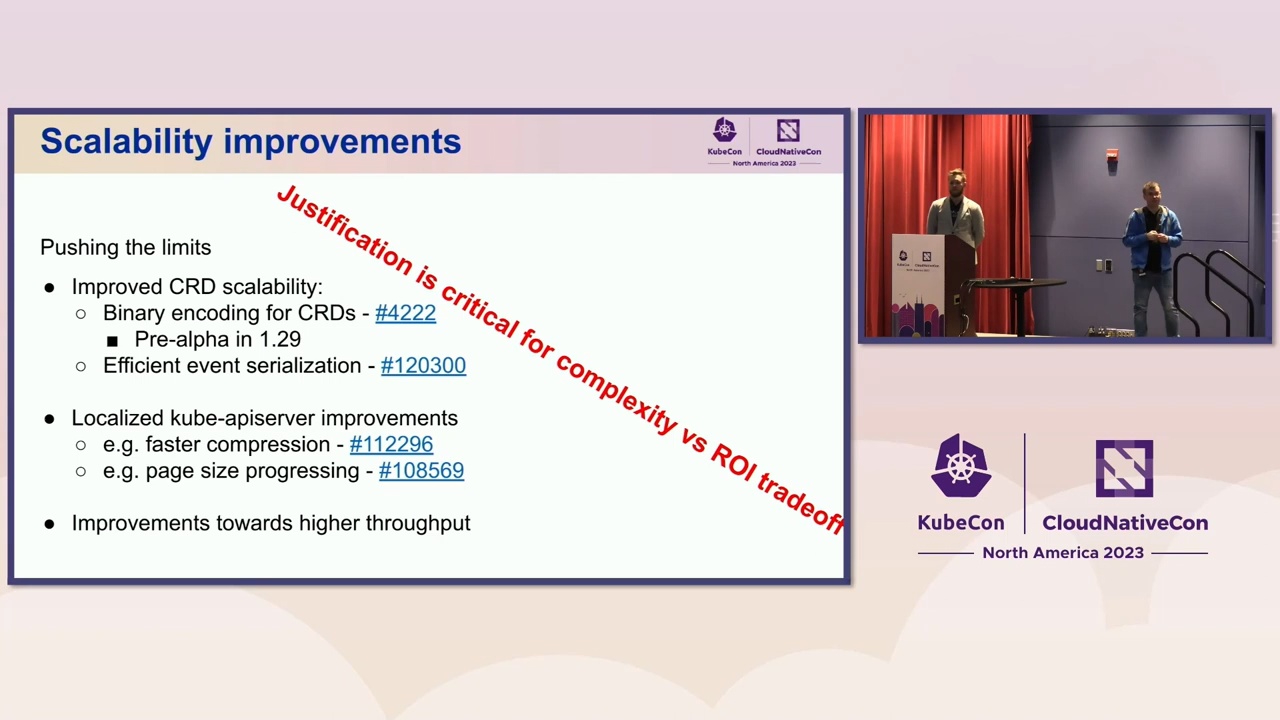 Scalability improvements
KubeCon
CloudNativeCon
North America 2023
Justification is critical for complexity vs ROI tradeoff
Pushing the limits
● Improved CRD scalability:
○ Binary encoding for CRDs - #4222
■ Pre-alpha in 1.29
○ Efficient event serialization - #120300
● Localized kube-apiserver improvements
○ e.g. faster compression - #112296
○ e.g. page size progressing - #108569
● Improvements towards higher throughput
KubeCon
CloudNativeCon
North America 2023